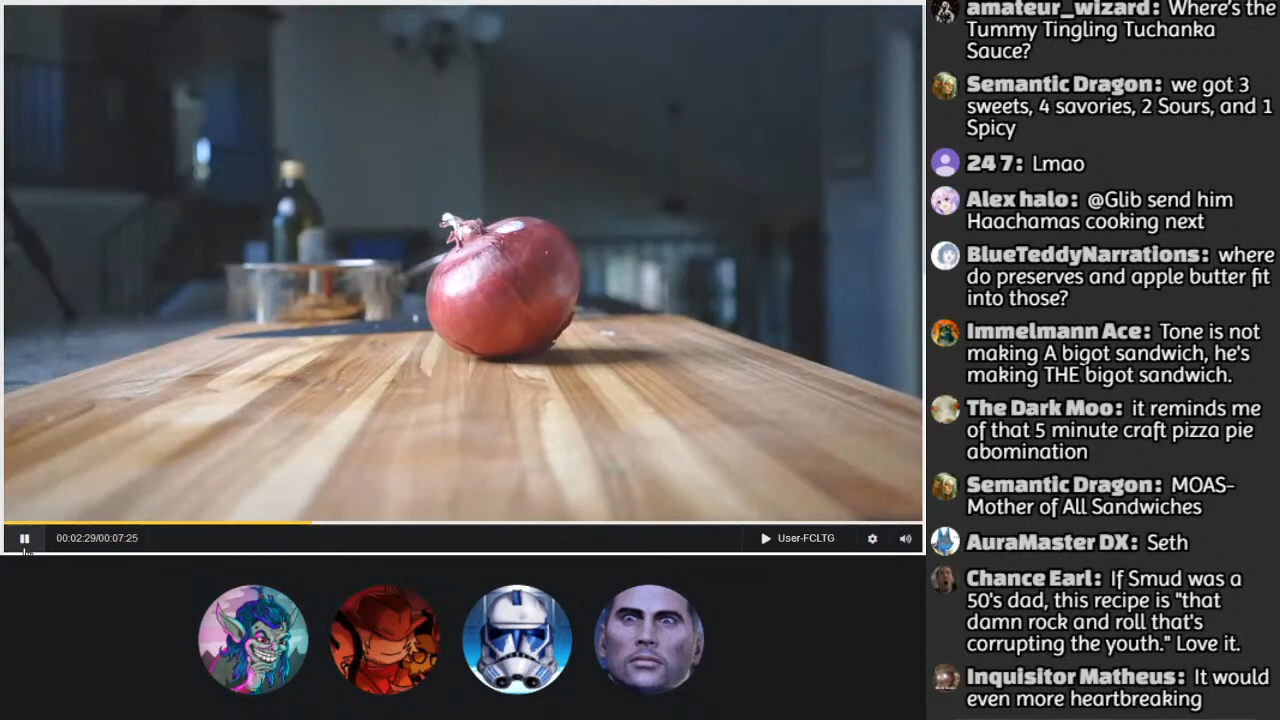 amateur_wizard: Where's the
Tummy Tingling Tuchanka
Sauce?
Semantic Dragon: we got 3
sweets, 4 savories, 2 Sours, and 1
Spicy
24 7: Lmao
Alex halo: @Glib send him
Haachamas cooking next
BlueTeddyNarrations: where
do preserves and apple butter fit
into those?
Immelmann Ace: Tone is not
making A bigot sandwich, he's
making THE bigot sandwich.
The Dark Moo: it reminds me
of that 5 minute craft pizza pie
abomination
Semantic Dragon: MOAS-
Mother of All Sandwiches
AuraMaster DX: Seth
Chance Earl: If Smud was a
50's dad, this recipe is "that
damn rock and roll that's
corrupting the youth." Love it.
Inquisitor Matheus: It would
even more heartbreaking
00:02:29/00:07:25
User-FCLTG